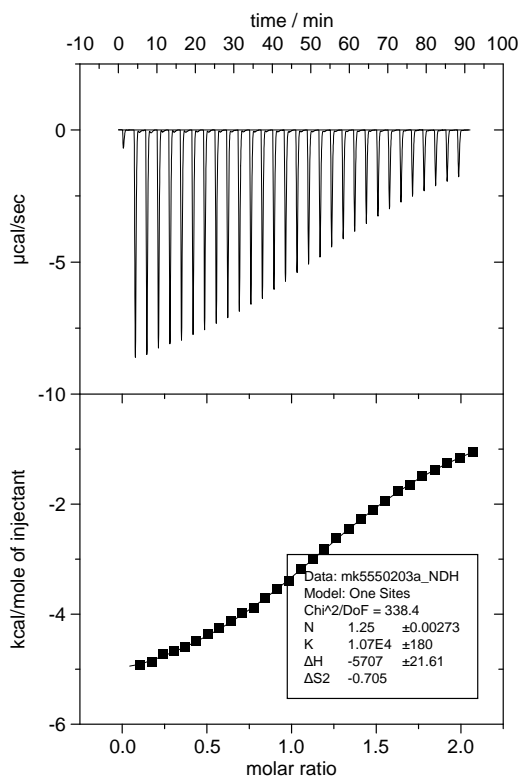 time / min
-10 0 10 20 30 40 50 60 70 80 90 100
0
-5
-10
µcal/sec
-2
-4
-6
kcal/mole of injectant
Data: mk5550203a_NDH
Model: One Sites
Chi^2/DoF = 338.4
N 1.25 ±0.00273
K 1.07E4 ±180
ΔH -5707 ±21.61
ΔS2 -0.705
0.0 0.5 1.0 1.5 2.0
molar ratio